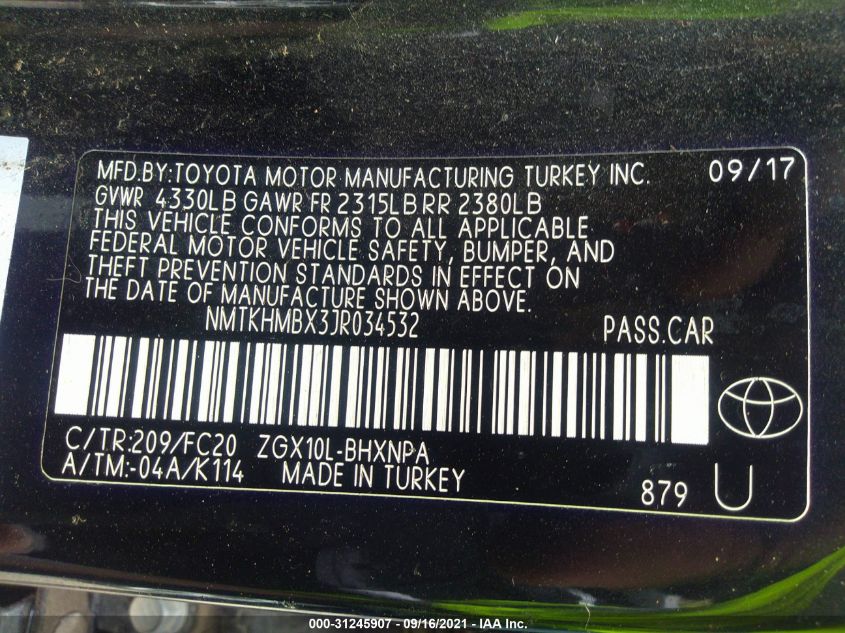 MFD.BY:TOYOTA MOTOR MANUFACTURING TURKEY INC. 09/17
GVWR 4330LB GAWR FR 2315LB RR 2380LB
THIS VEHICLE CONFORMS TO ALL APPLICABLE
FEDERAL MOTOR VEHICLE SAFETY, BUMPER, AND
THEFT PREVENTION STANDARDS IN EFFECT ON
THE DATE OF MANUFACTURE SHOWN ABOVE.
NMTKHMBX3JR034532 PASS.CAR
C/TR:209/FC20 ZGX10L-BHXNPA
A/TM:-04A/K114 MADE IN TURKEY
879 U
000-31245907 - 09/16/2021 - IAA Inc.